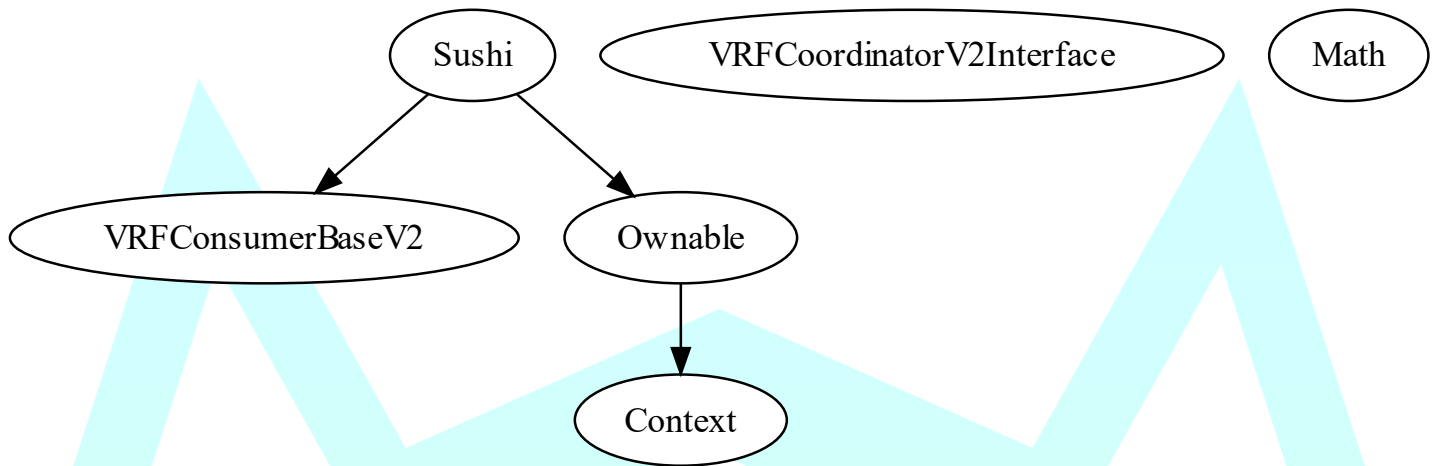 Sushi
VRFCoordinatorV2Interface
Math
VRFConsumerBaseV2
Ownable
Context